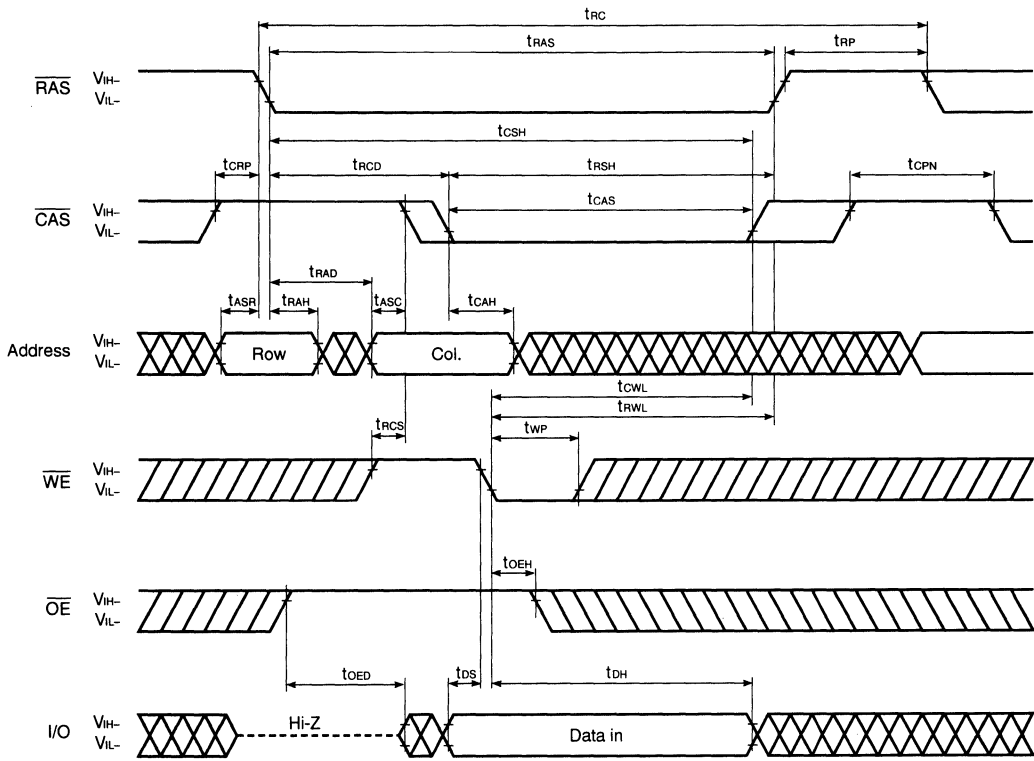 tRC
tRAS tRP
RAS VIH– VIL–
tCSH
tCRP tRCD tRSH tCPN
CAS VIH– VIL– tCAS
tRAD
tASR tRAH tASC tCAH
Address VIH– VIL– Row Col.
tCWL
tRWL
tRCS tWP
WE VIH– VIL–
tOEH
OE VIH– VIL–
tOED tDS tDH
I/O VIH– VIL– Hi-Z Data in